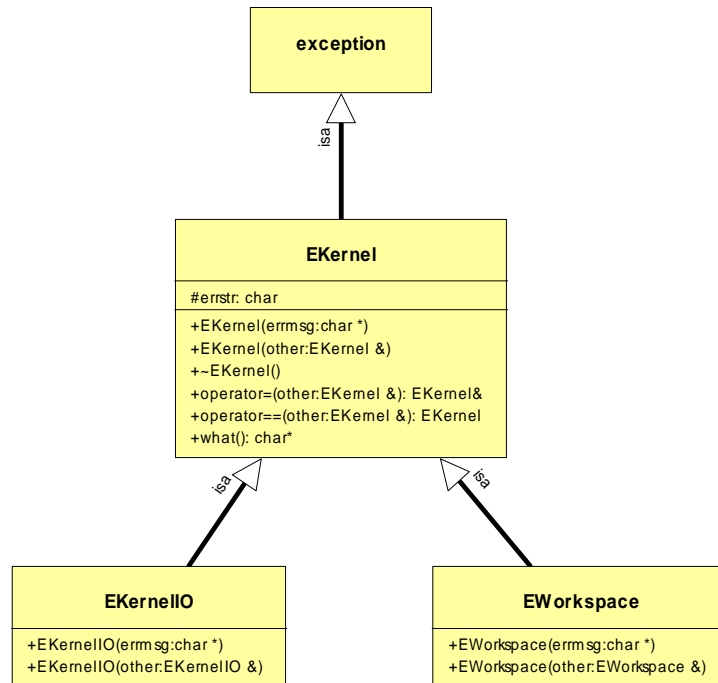 exception
isa
EKernel
#errstr: char
+EKernel(errmsg:char *)
+EKernel(other:EKernel &)
+~EKernel()
+operator=(other:EKernel &): EKernel&
+operator==(other:EKernel &): EKernel
+what(): char*
isa
isa
EKernelIO
+EKernelIO(errmsg:char *)
+EKernelIO(other:EKernelIO &)
EWorkspace
+EWorkspace(errmsg:char *)
+EWorkspace(other:EWorkspace &)